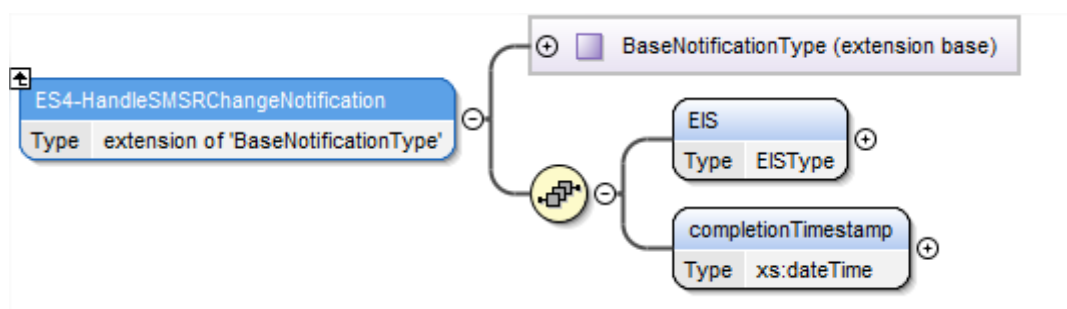 BaseNotificationType (extension base)
ES4-HandleSMSRChangeNotification
Type extension of 'BaseNotificationType'
EIS
Type EISType
completionTimestamp
Type xs:dateTime